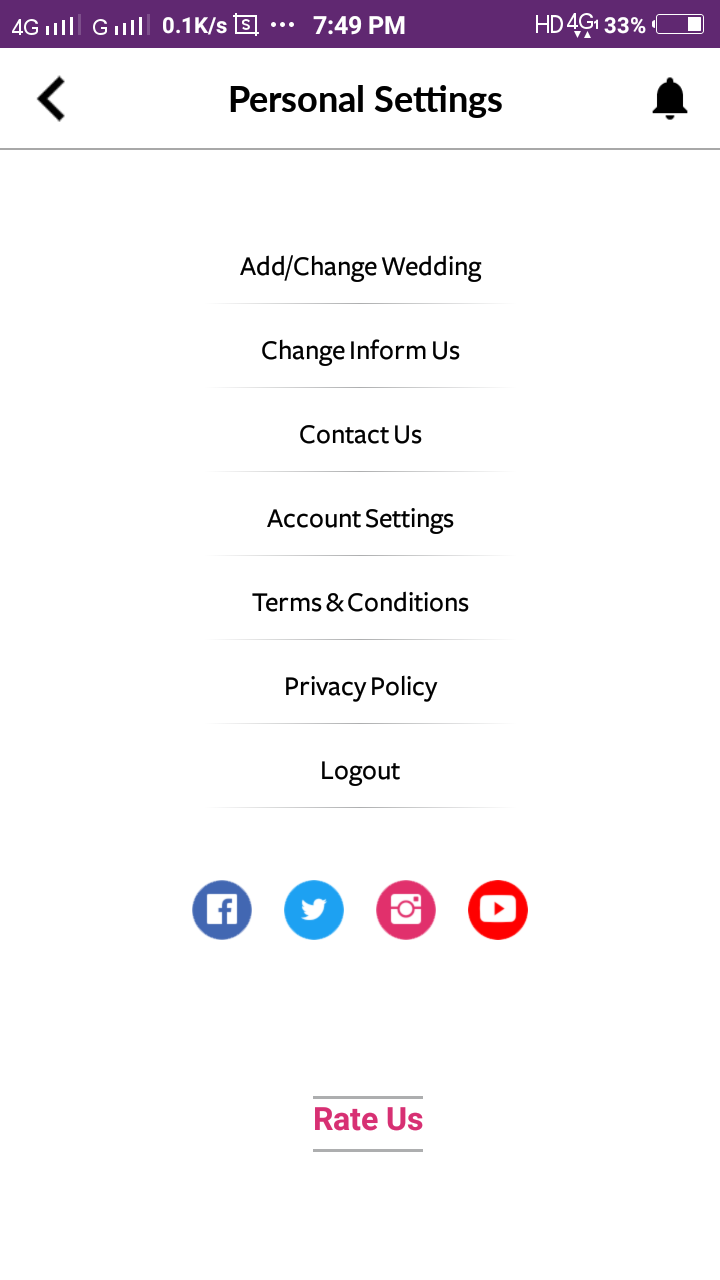 4G G 0.1K/s S ... 7:49 PM HD 4G1 33%
Personal Settings
Add/Change Wedding
Change Inform Us
Contact Us
Account Settings
Terms & Conditions
Privacy Policy
Logout
Rate Us